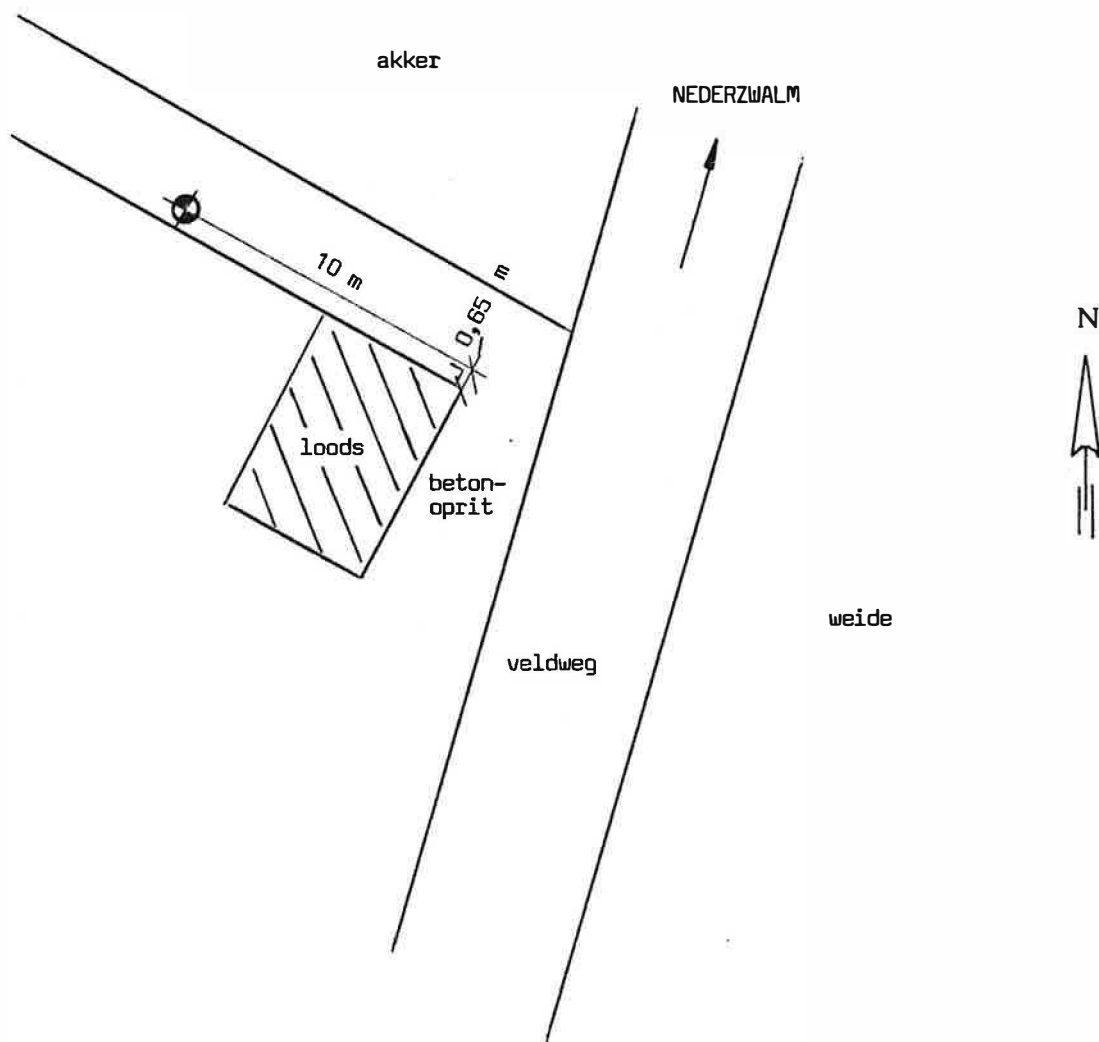 akker
NEDERZWALM
10 m
0,65 m
N
loods
beton-
oprit
weide
veldweg